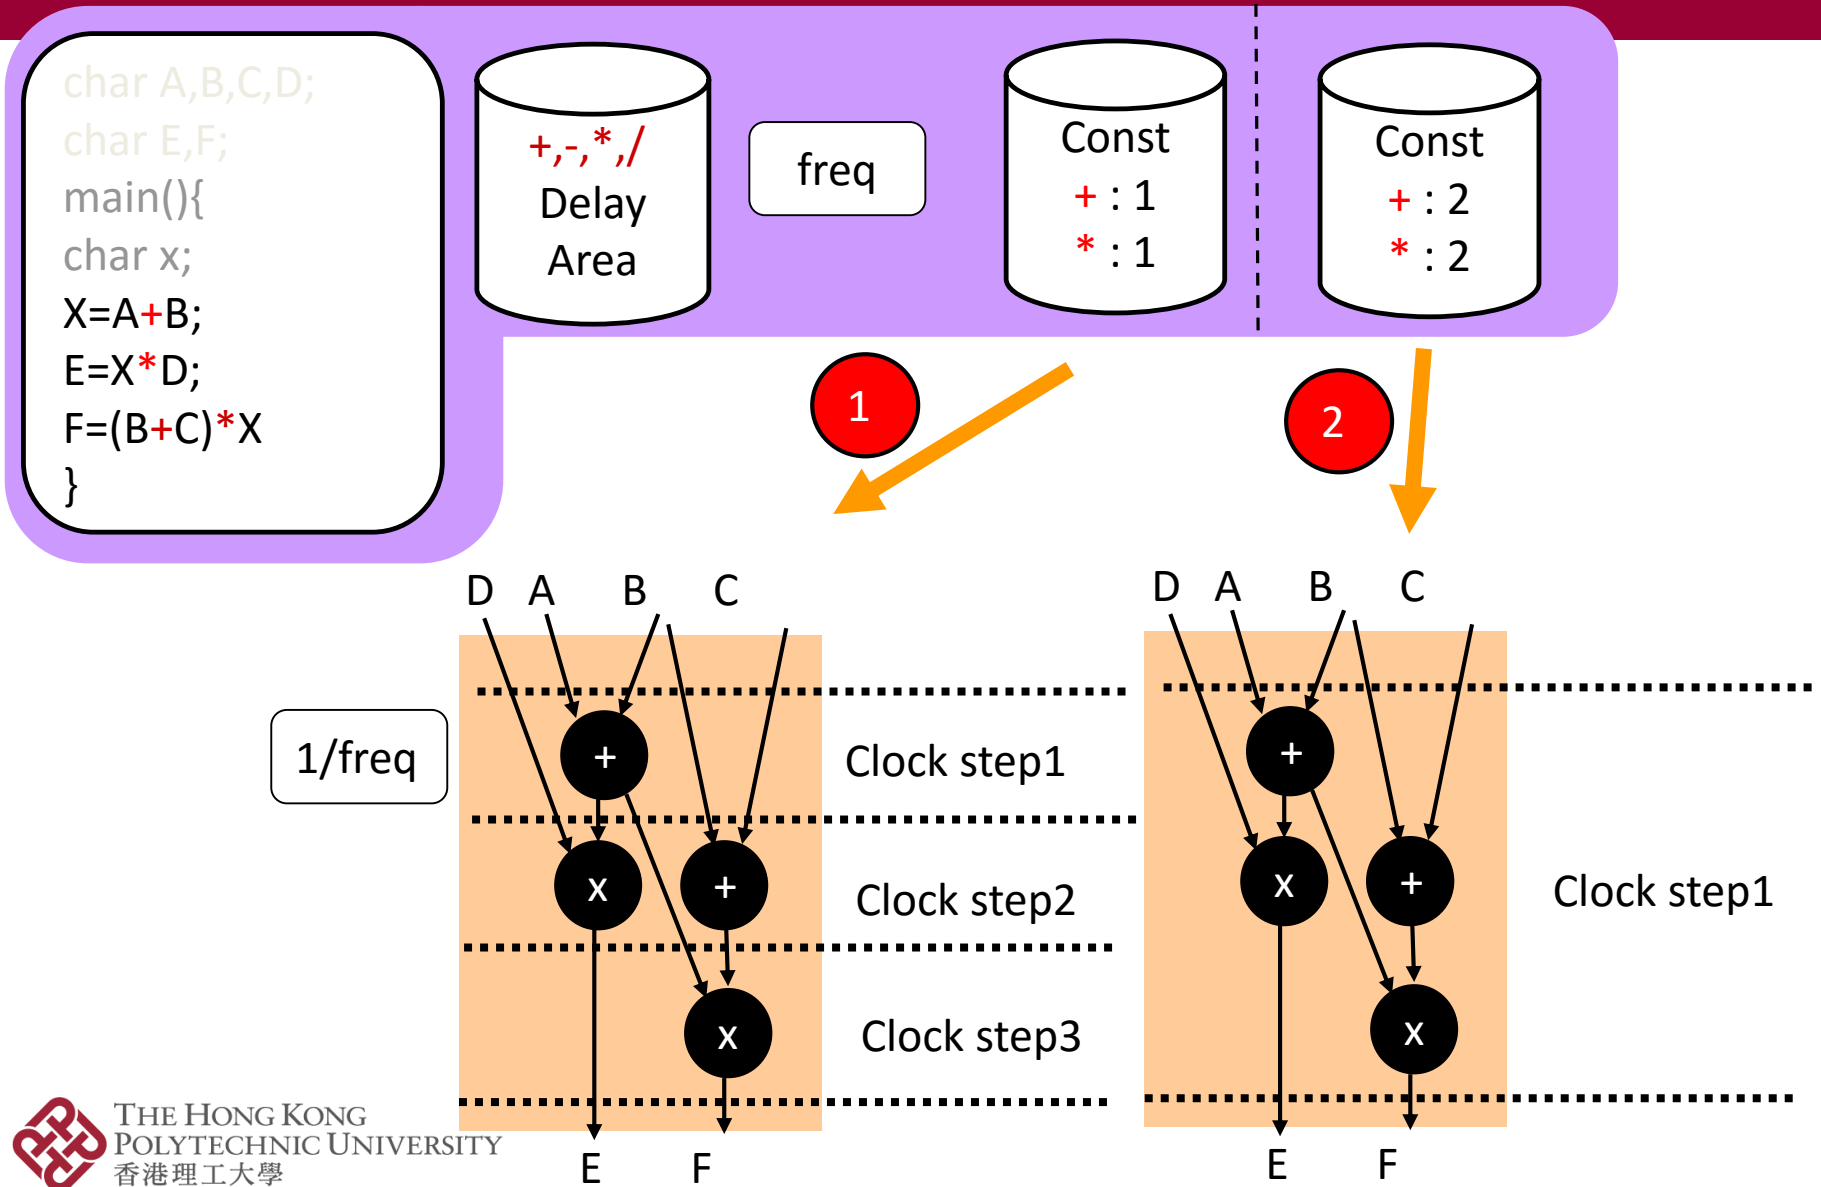 char A,B,C,D;
char E,F;
main(){
char x;
X=A+B;
E=X*D;
F=(B+C)*X
}
+,-,*,/
Delay
Area
freq
Const
+ : 1
* : 1
Const
+ : 2
* : 2
1
2
D A B C
D A B C
1/freq
+
Clock step1
x
+
Clock step2
x
Clock step3
E F
+
x
+
Clock step1
x
E F
THE HONG KONG
POLYTECHNIC UNIVERSITY
香港理工大學